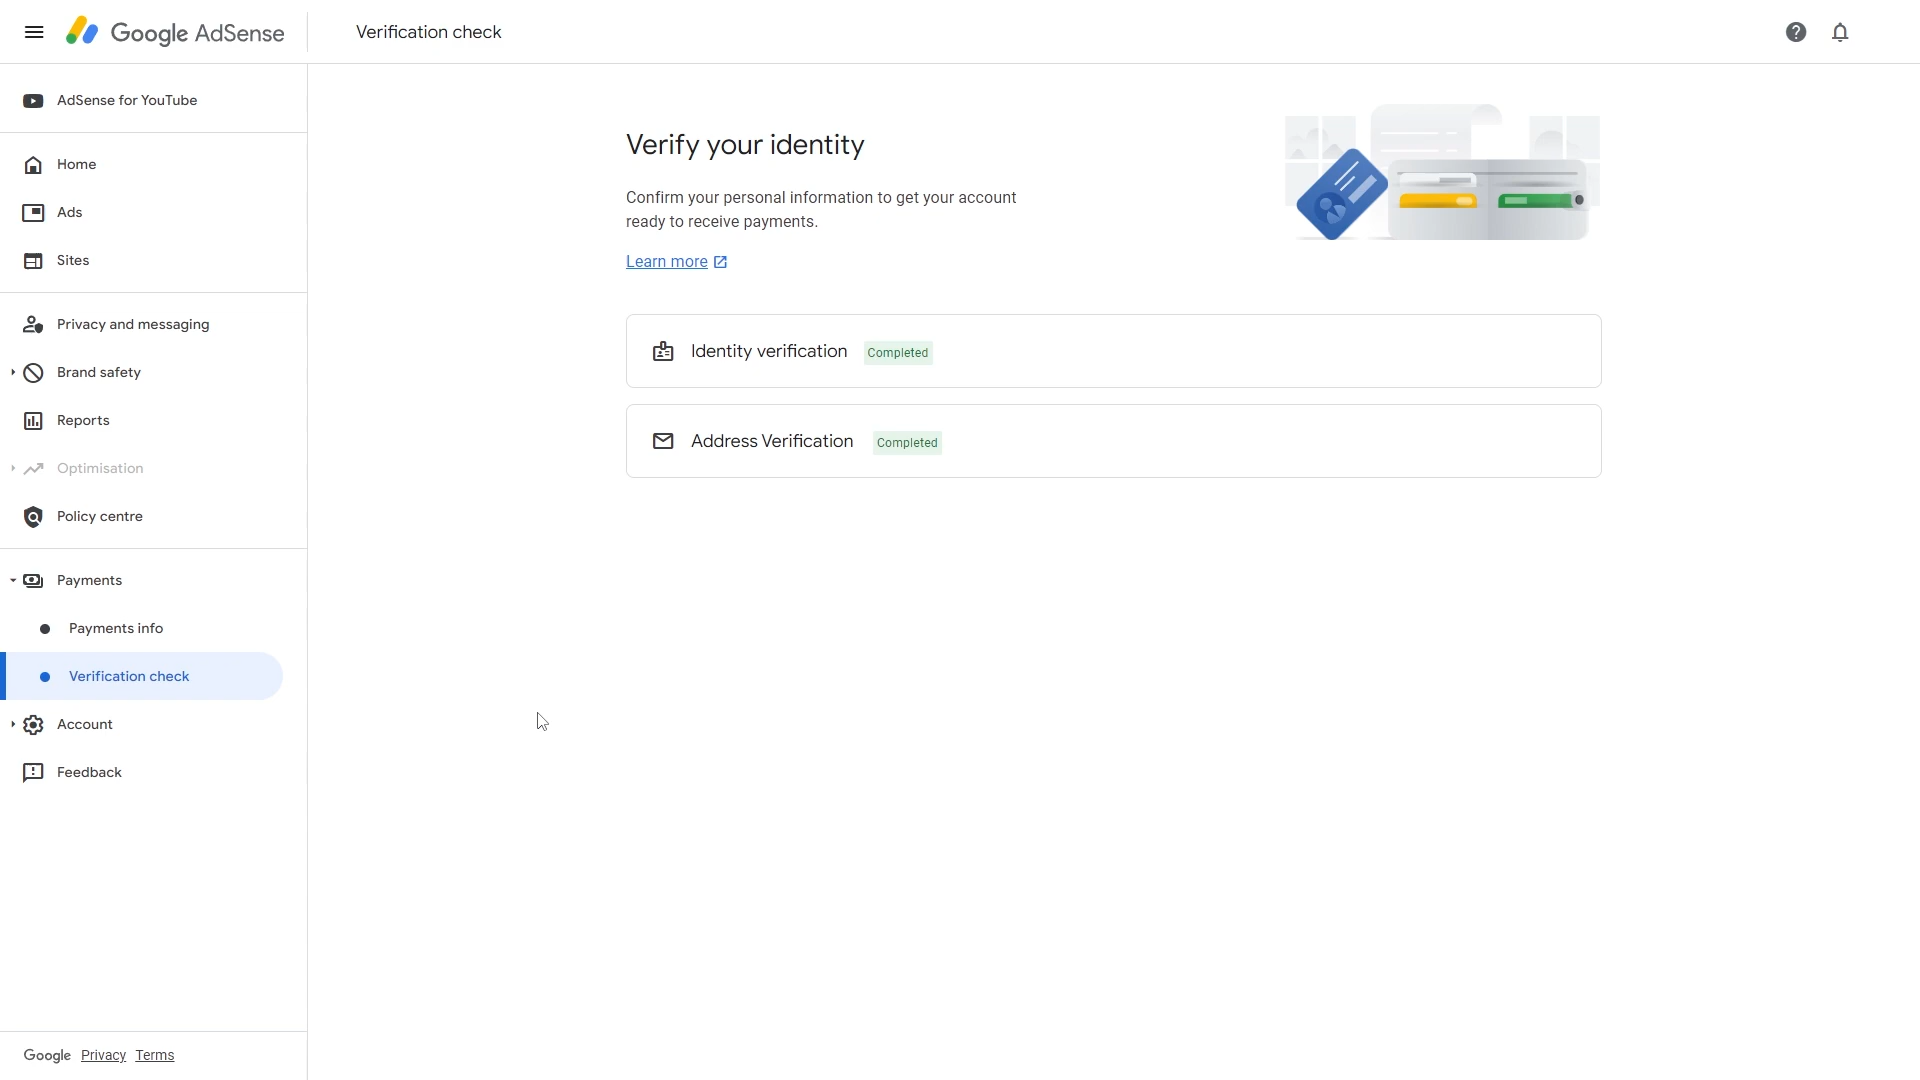 Google AdSense
Verification check
AdSense for YouTube
Home
Ads
Sites
Privacy and messaging
Brand safety
Reports
Optimisation
Policy centre
Payments
Payments info
Verification check
Account
Feedback
Google Privacy Terms
Verify your identity
Confirm your personal information to get your account
ready to receive payments.
Learn more
Identity verification Completed
Address Verification Completed